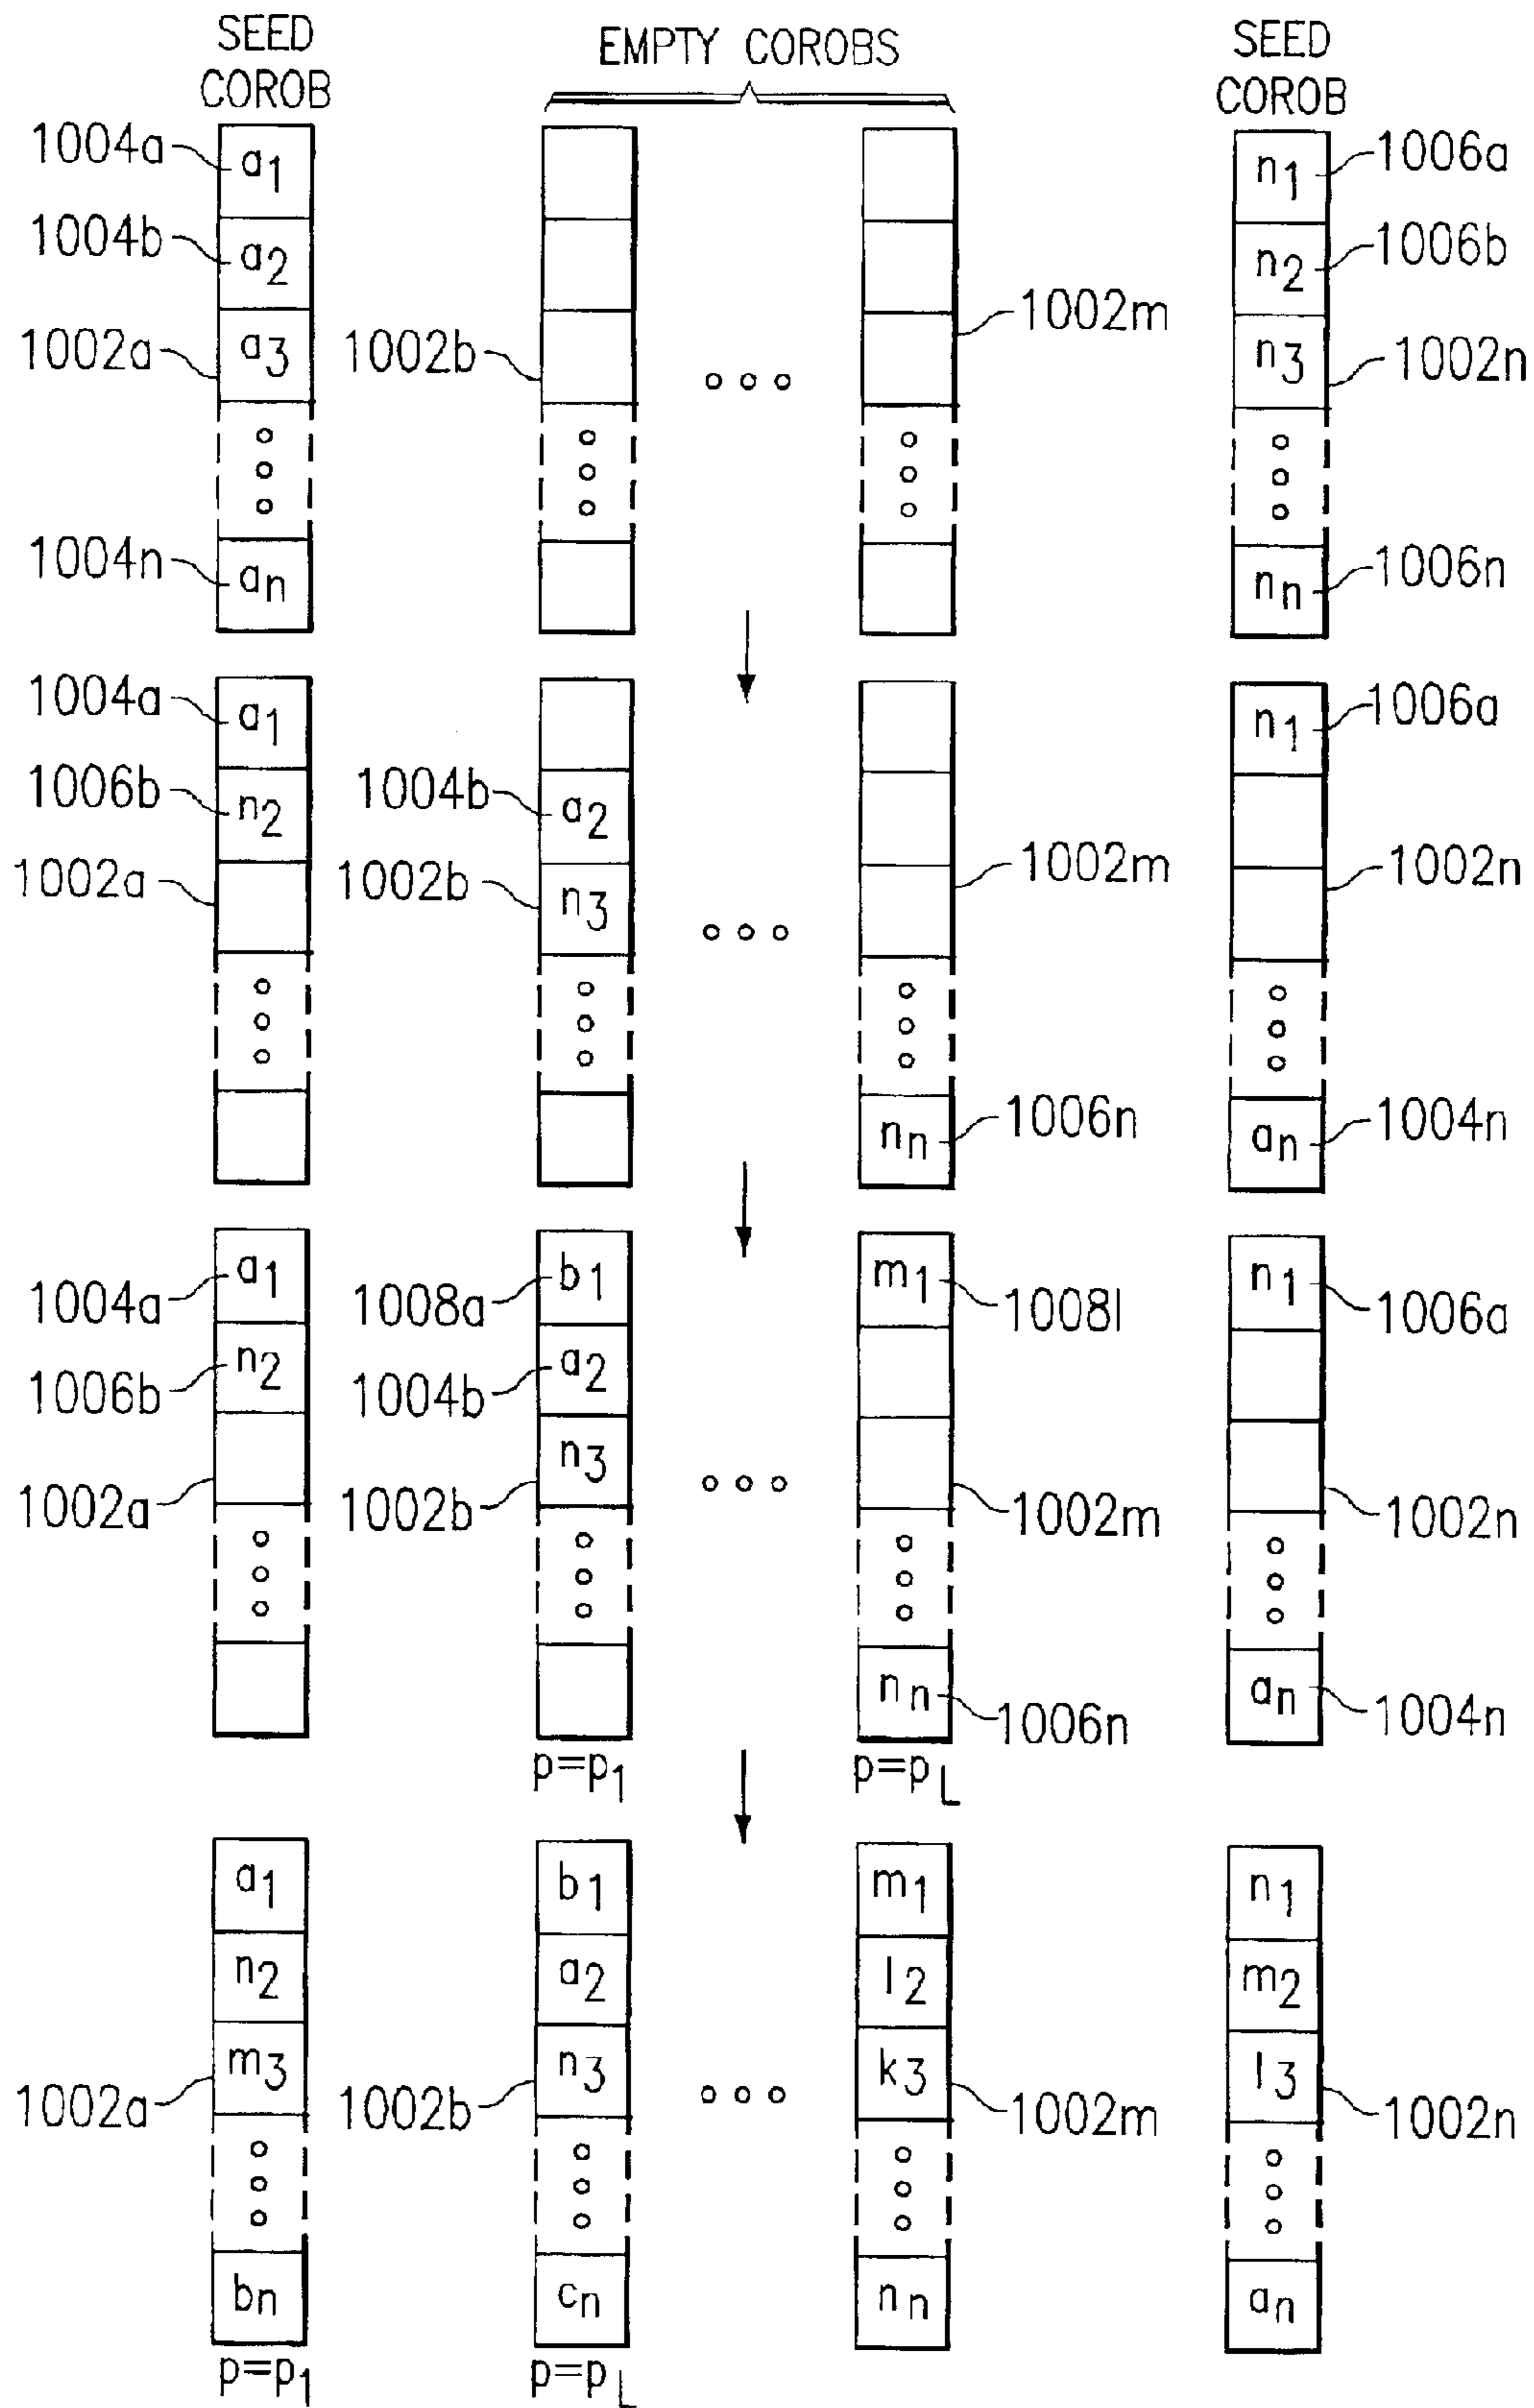 SEED COROB
EMPTY COROBS
SEED COROB
1004a a1 n1 1006a
1004b a2 n2 1006b
1002a a3 1002b 1002m n3 1002n
1004n an nn 1006n
1004a a1 n1 1006a
1006b n2 1004b a2
1002a 1002b n3 1002m 1002n
nn 1006n an 1004n
1004a a1 1008a b1 m1 1008l n1 1006a
1006b n2 1004b a2
1002a 1002b n3 1002m 1002n
nn 1006n an 1004n
p=p1 p=pL
a1 b1 m1 n1
n2 a2 l2 m2
1002a m3 1002b n3 k3 1002m l3 1002n
bn cn nn an
p=p1 p=pL